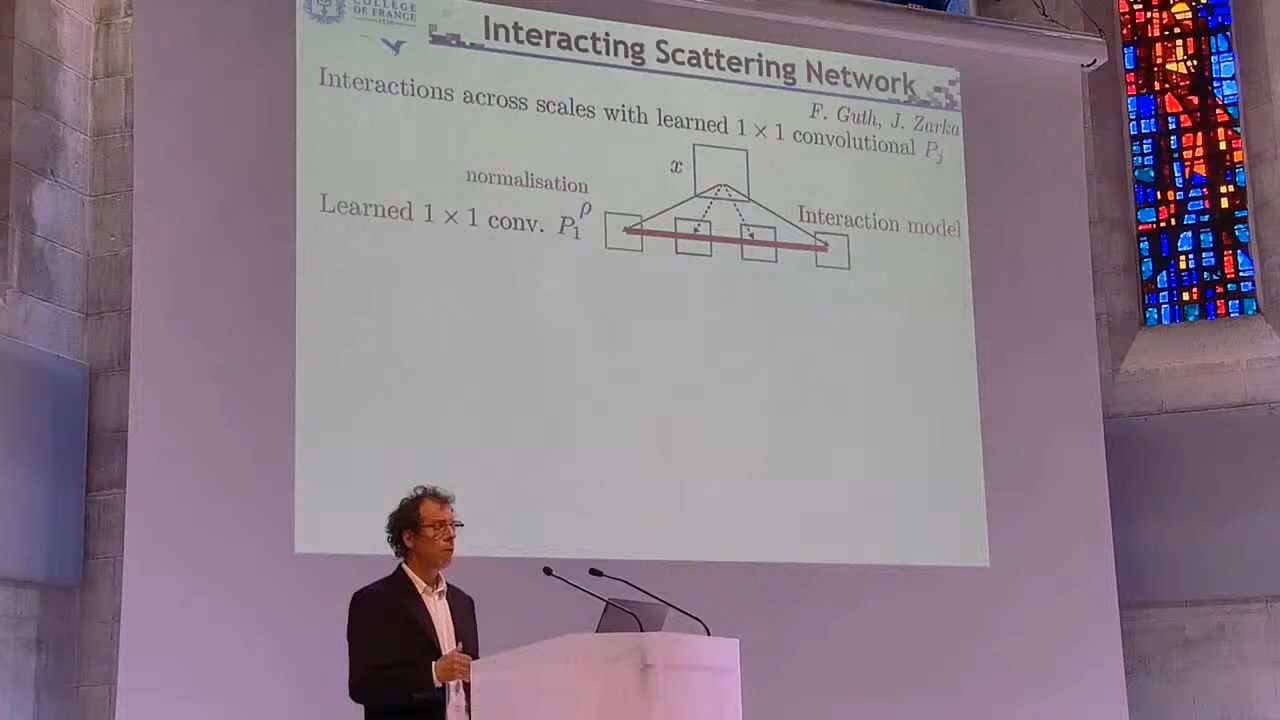 COLLÈGE
DE FRANCE
Interacting Scattering Network
F. Guth, J. Zarka
Interactions across scales with learned 1 × 1 convolutional P_j
x
normalisation
ρ
Learned 1 × 1 conv. P_1
Interaction model